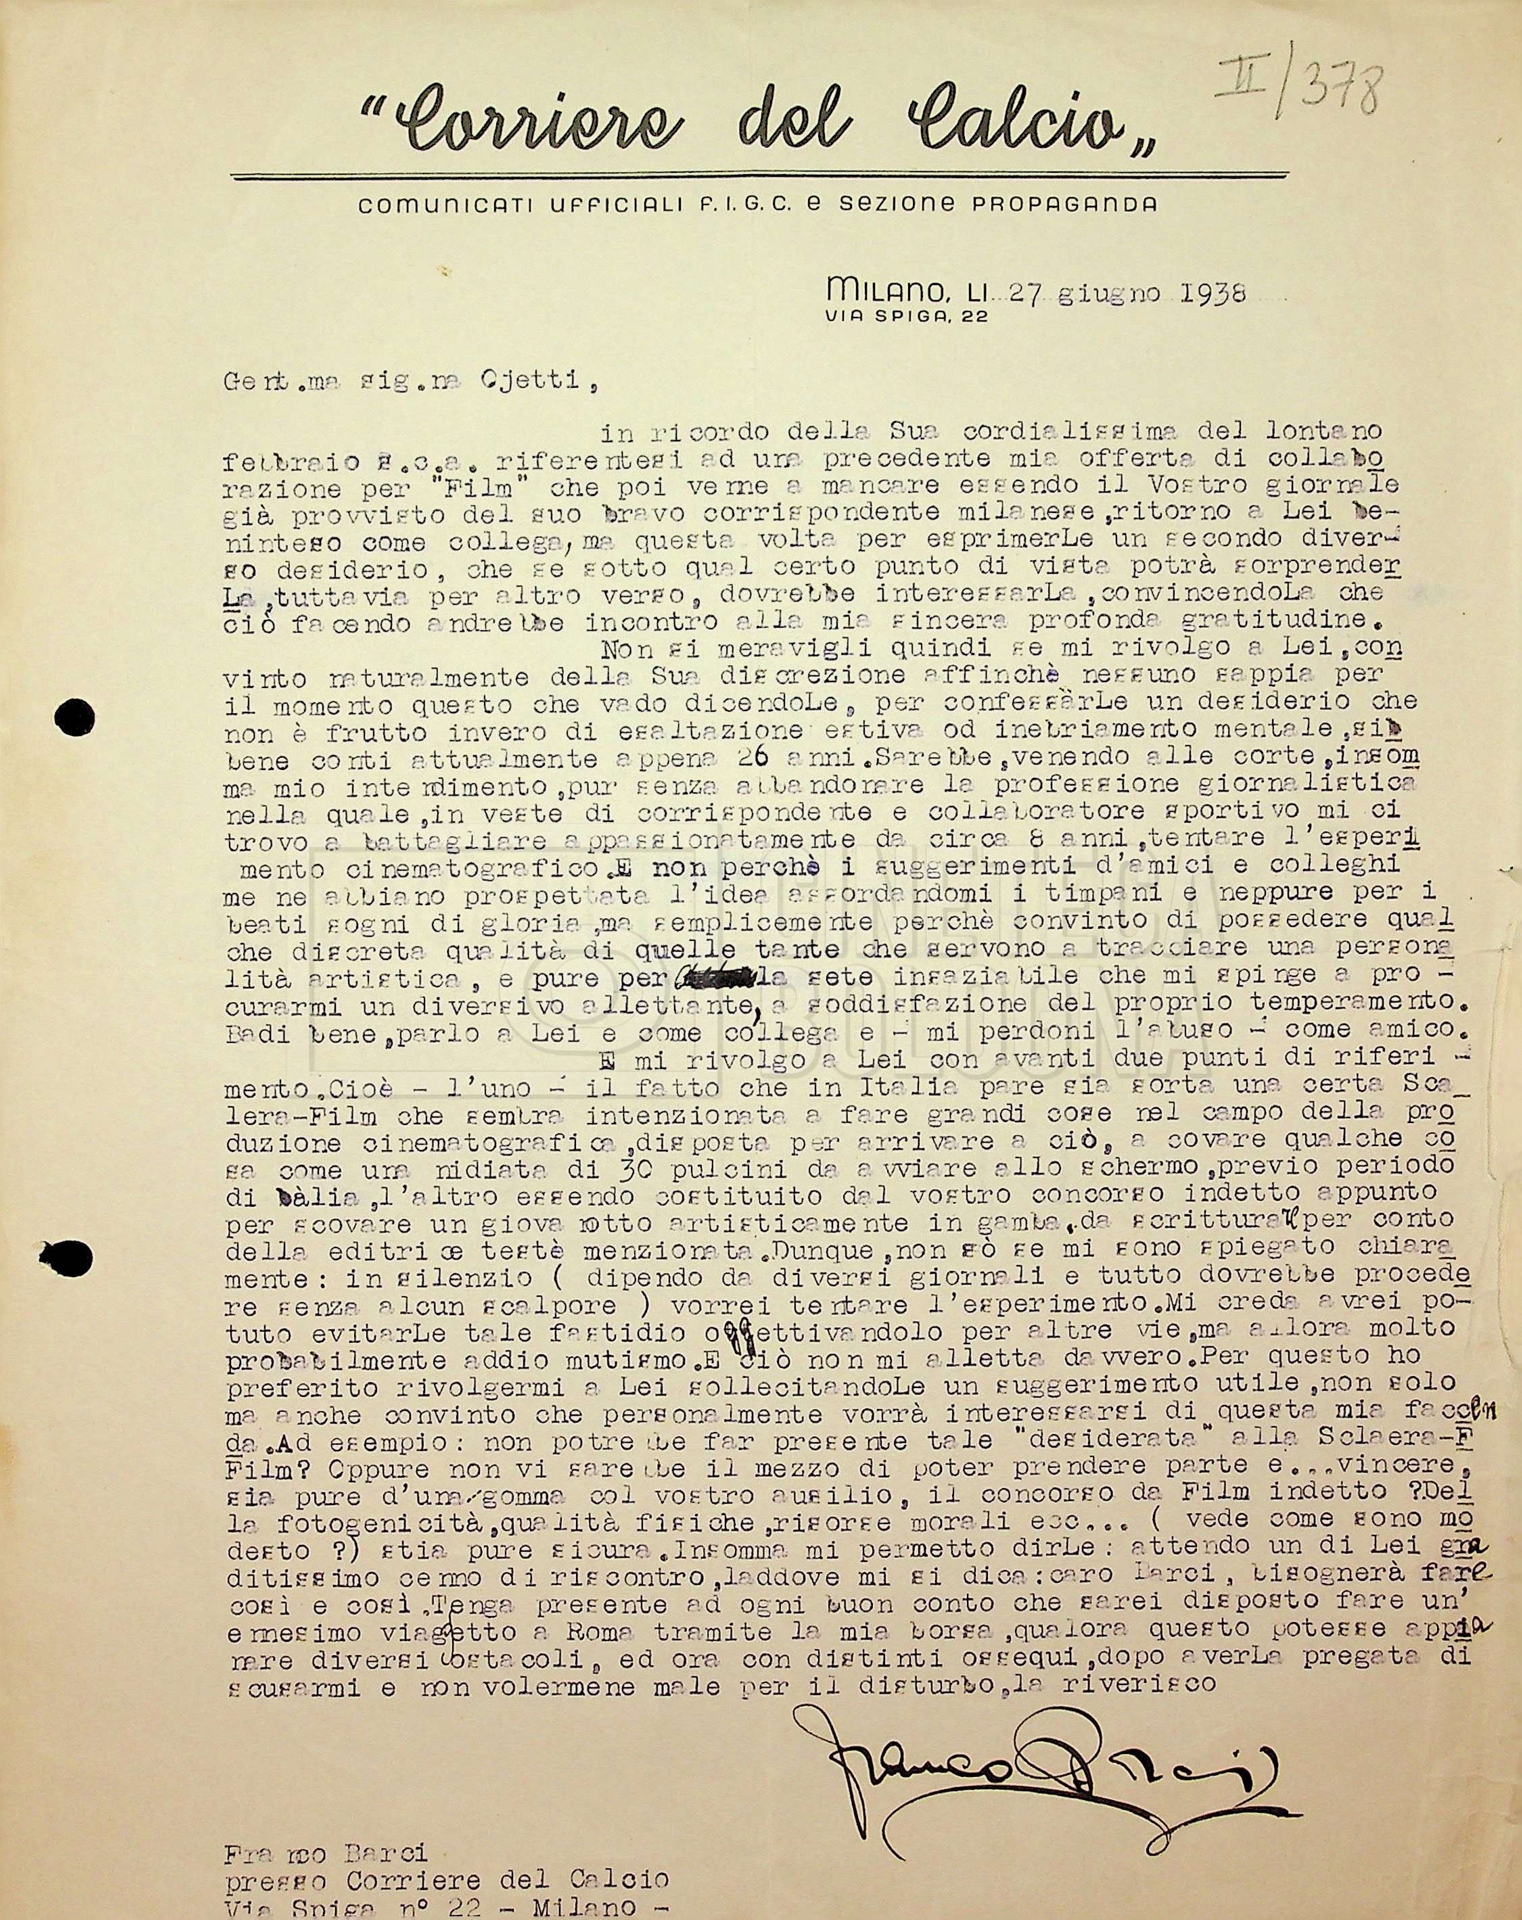 II/378
"Corriere del Calcio„
COMUNICATI UFFICIALI F.I.G.C. e SEZIONE PROPAGANDA
MILANO, LI 27 giugno 1938
VIA SPIGA, 22
Gent.ma sig.na Ojetti,
in ricordo della Sua cordialissima del lontano
febbraio s.c.a. riferentesi ad una precedente mia offerta di collabo
razione per "Film" che poi venne a mancare essendo il Vostro giornale
già provvisto del suo bravo corrispondente milanese,ritorno a Lei be-
ninteso come collega, ma questa volta per esprimerLe un secondo diver-
so desiderio, che se sotto qual certo punto di vista potrà sorprender
La,tuttavia per altro verso, dovrebbe interessarLa,convincendoLa che
ciò facendo andrebbe incontro alla mia sincera profonda gratitudine.
Non si meravigli quindi se mi rivolgo a Lei,con
vinto naturalmente della Sua discrezione affinchè nessuno sappia per
il momento questo che vado dicendoLe, per confessarLe un desiderio che
non è frutto invero di esaltazione estiva od inebriamento mentale,sib
bene conti attualmente appena 26 anni.Sarebbe,venendo alle corte,insom
ma mio intendimento,pur senza abbandonare la professione giornalistica
nella quale,in veste di corrispondente e collaboratore sportivo mi ci
trovo a battagliare appassionatamente da circa 8 anni,tentare l'esperi
mento cinematografico.E non perchè i suggerimenti d'amici e colleghi
me ne abbiano prospettata l'idea assordandomi i timpani e neppure per i
beati sogni di gloria,ma semplicemente perchè convinto di possedere qual
che discreta qualità di quelle tante che servono a tracciare una persona
lità artistica, e pure per la sete insaziabile che mi spinge a pro -
curarmi un diversivo allettante, a soddisfazione del proprio temperamento.
Badi bene,parlo a Lei e come collega e - mi perdoni l'abuso - come amico.
E mi rivolgo a Lei con avanti due punti di riferi -
mento.Cioè - l'uno - il fatto che in Italia pare sia sorta una certa Sca_
lera-Film che sembra intenzionata a fare grandi cose nel campo della pro
duzione cinematografica,disposta per arrivare a ciò, a covare qualche co
sa come una nidiata di 30 pulcini da avviare allo schermo,previo periodo
di bàlia,l'altro essendo costituito dal vostro concorso indetto appunto
per scovare un giovanotto artisticamente in gamba,da scritturar per conto
della editrice testè menzionata.Dunque,non sò se mi sono spiegato chiara
mente: in silenzio ( dipendo da diversi giornali e tutto dovrebbe procede
re senza alcun scalpore ) vorrei tentare l'esperimento.Mi creda avrei po-
tuto evitarLe tale fastidio oggettivandolo per altre vie,ma allora molto
probabilmente addio mutismo.E ciò non mi alletta davvero.Per questo ho
preferito rivolgermi a Lei sollecitandoLe un suggerimento utile,non solo
ma anche convinto che personalmente vorrà interessarsi di questa mia faccen
da.Ad esempio: non potrebbe far presente tale "desiderata" alla Sclaera-F
Film? Oppure non vi sarebbe il mezzo di poter prendere parte e...vincere,
sia pure d'una gomma col vostro ausilio, il concorso da Film indetto ?Del
la fotogenicità,qualità fisiche,risorse morali ecc... ( vede come sono mo
desto ?) stia pure sicura.Insomma mi permetto dirLe: attendo un di Lei gra
ditissimo cenno di riscontro,laddove mi si dica:caro Barci, bisognerà fare
così e così.Tenga presente ad ogni buon conto che sarei disposto fare un'
ennesimo viaggetto a Roma tramite la mia borsa,qualora questo potesse appia
nare diversi ostacoli, ed ora con distinti ossequi,dopo averLa pregata di
scusarmi e non volermene male per il disturbo,la riverisco
Franco Barci
Franco Barci
presso Corriere del Calcio
Via Spiga n° 22 - Milano -